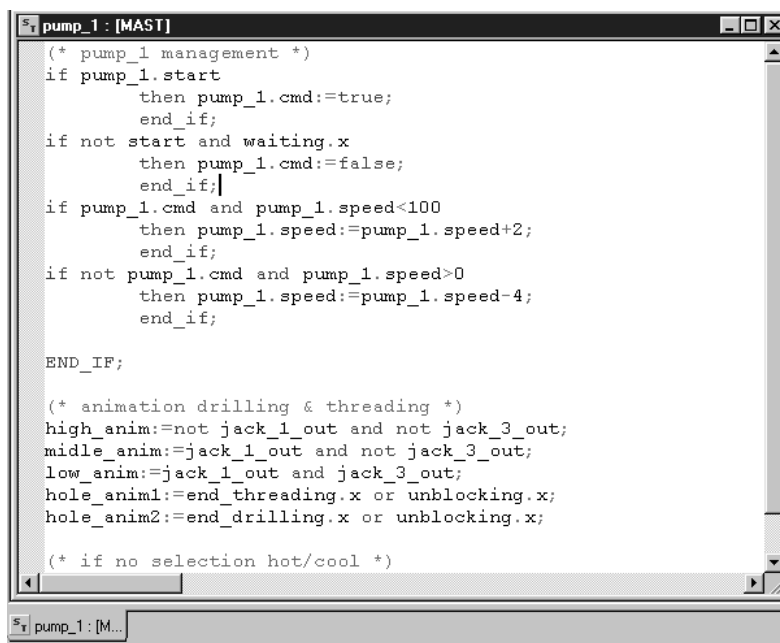 ST pump_1 : [MAST]
(* pump_1 management *)
if pump_1.start
then pump_1.cmd:=true;
end_if;
if not start and waiting.x
then pump_1.cmd:=false;
end_if;
if pump_1.cmd and pump_1.speed<100
then pump_1.speed:=pump_1.speed+2;
end_if;
if not pump_1.cmd and pump_1.speed>0
then pump_1.speed:=pump_1.speed-4;
end_if;
END_IF;
(* animation drilling & threading *)
high_anim:=not jack_1_out and not jack_3_out;
midle_anim:=jack_1_out and not jack_3_out;
low_anim:=jack_1_out and jack_3_out;
hole_anim1:=end_threading.x or unblocking.x;
hole_anim2:=end_drilling.x or unblocking.x;
(* if no selection hot/cool *)
ST pump_1 : [M...